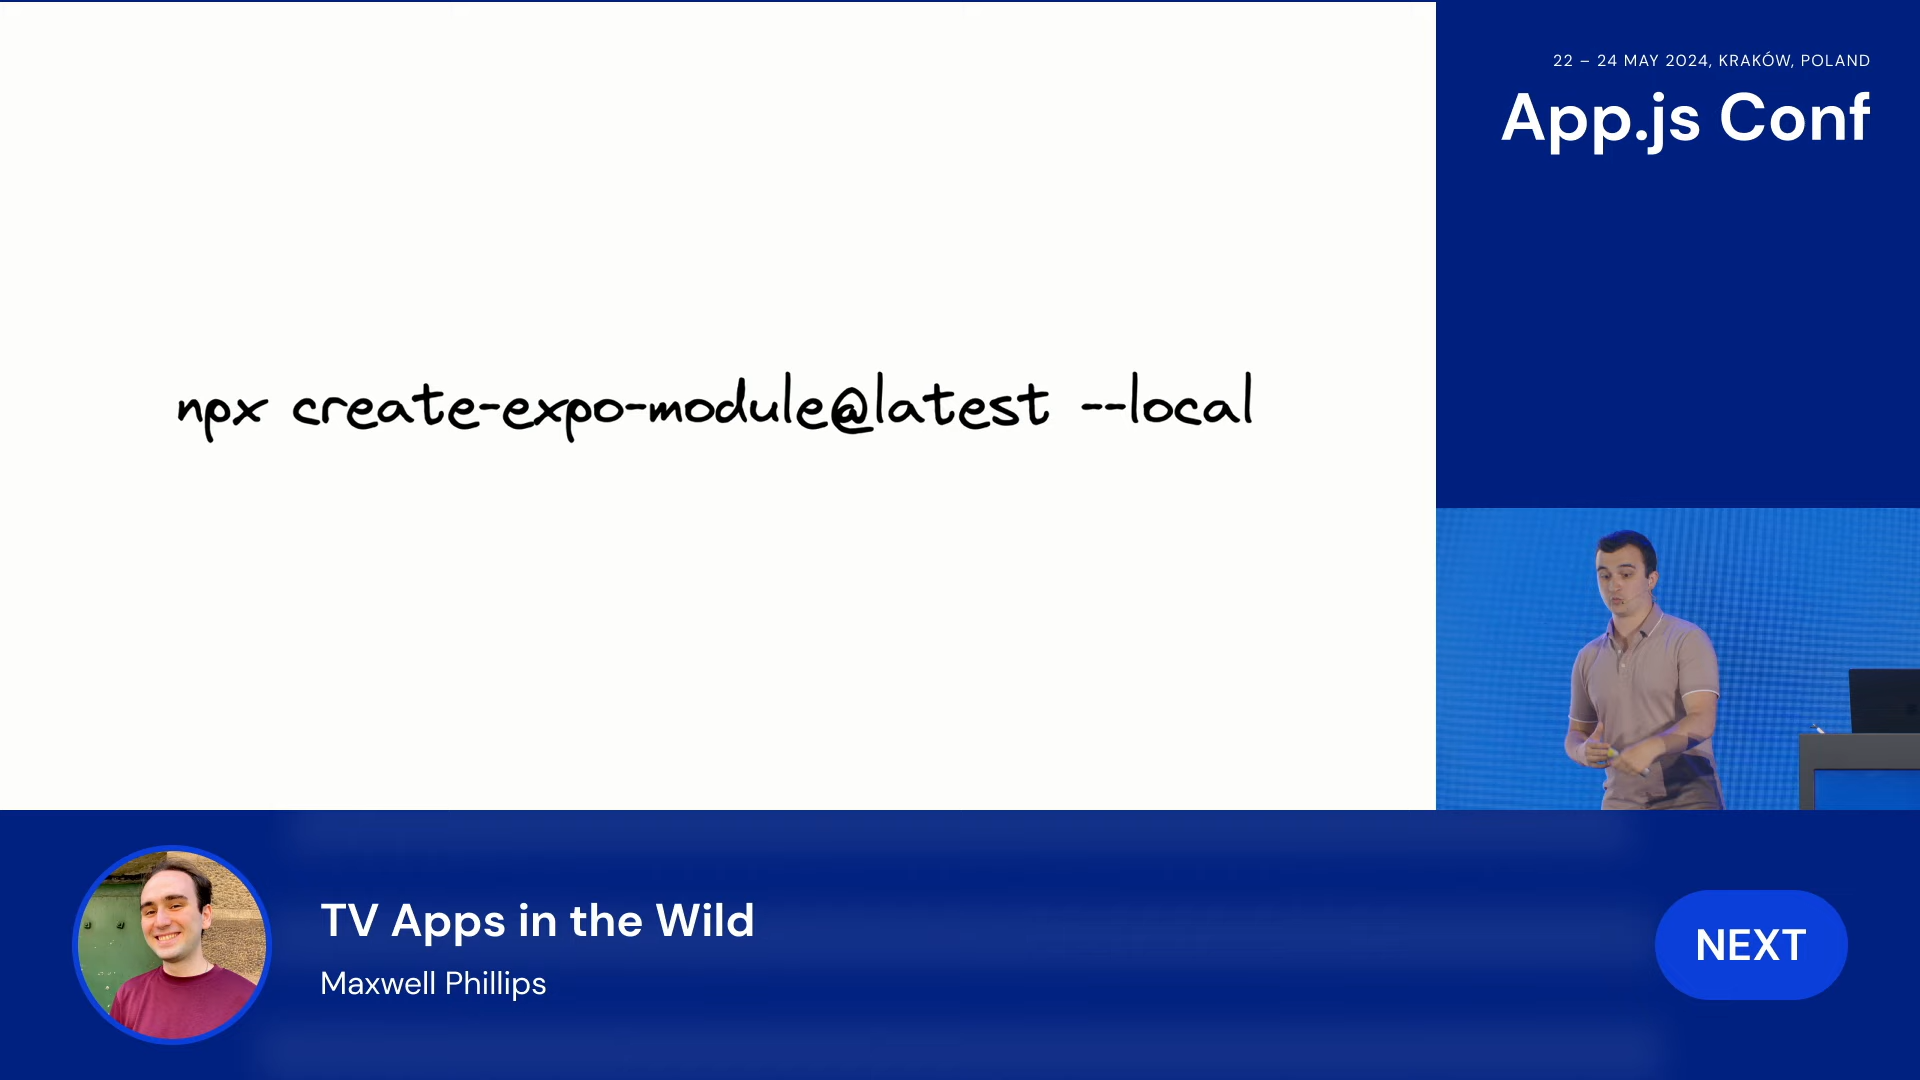 npx create-expo-module@latest --local
22 – 24 MAY 2024, KRAKÓW, POLAND
App.js Conf
TV Apps in the Wild
Maxwell Phillips
NEXT